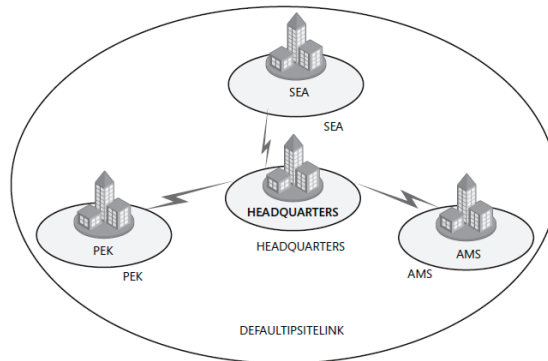 SEA
SEA
HEADQUARTERS
HEADQUARTERS
PEK
PEK
AMS
AMS
DEFAULTIPSITELINK